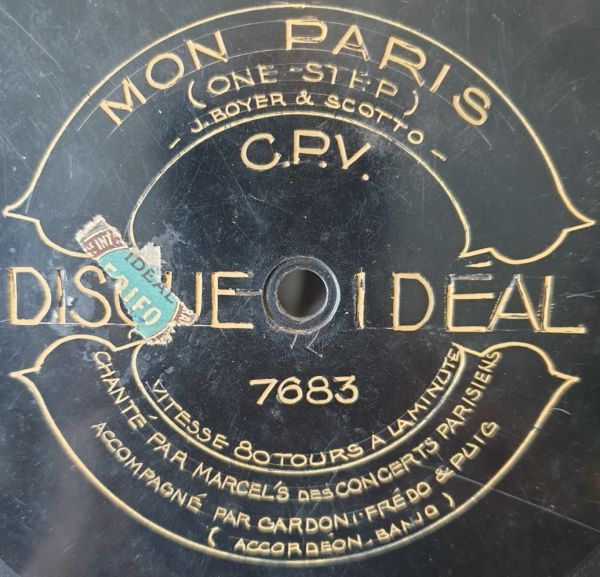 MON PARIS
(ONE-STEP)
- J. BOYER & SCOTTO -
C.P.V.
DISQUE IDÉAL
IDÉAL
7683
VITESSE 80 TOURS A LA MINUTE
CHANTÉ PAR MARCEL'S DES CONCERTS PARISIENS
ACCOMPAGNÉ PAR GARDONI-FRÉDO & PUIG
(ACCORDÉON-BANJO)